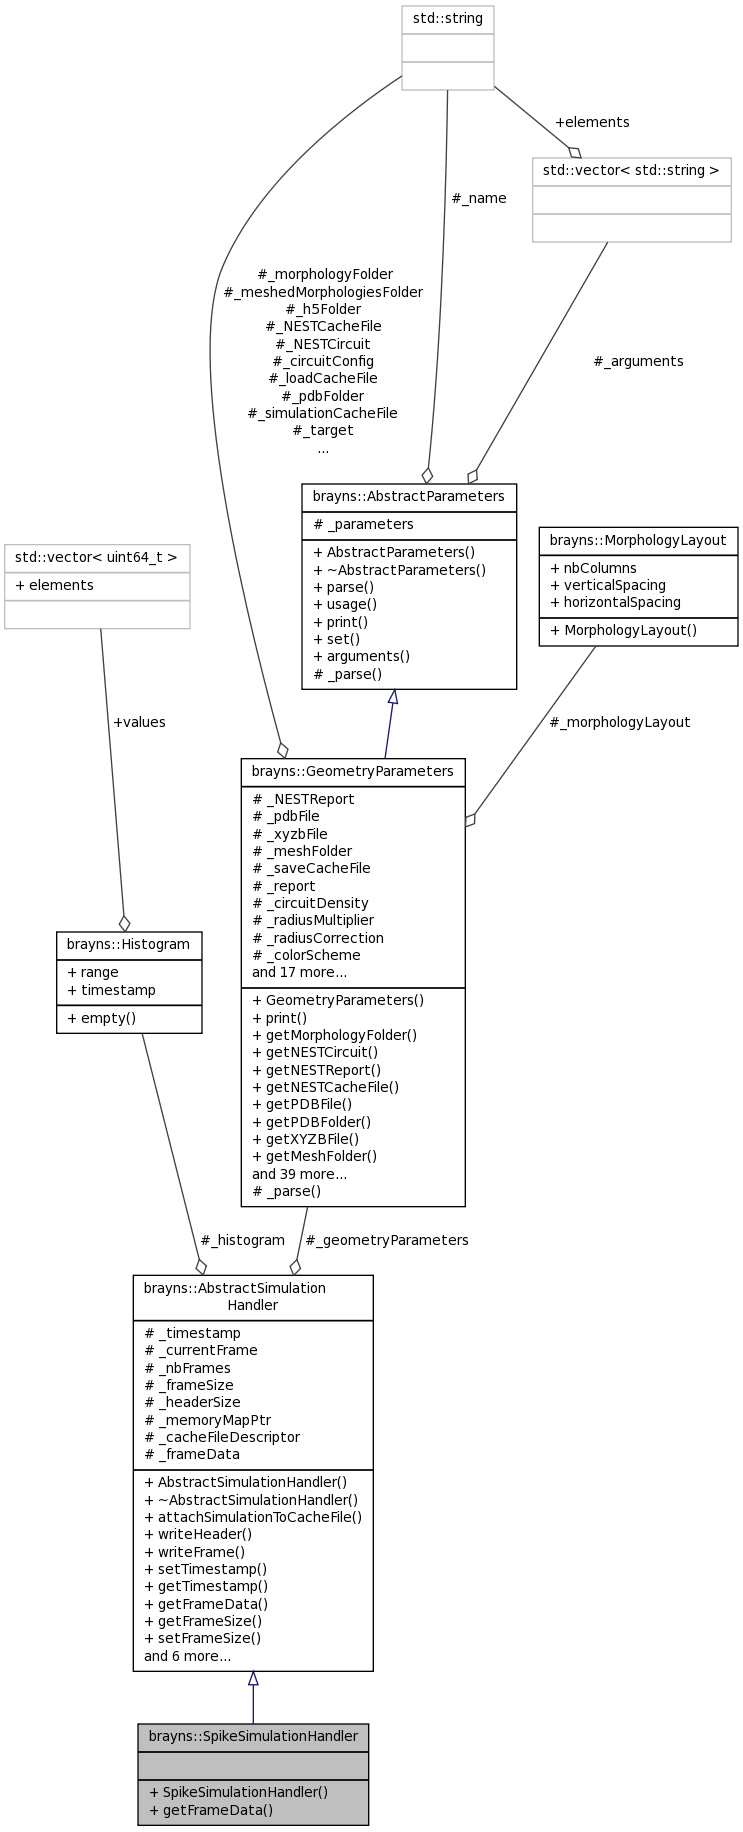 std::string
+elements
std::vector< std::string >
#_name
#_morphologyFolder
#_meshedMorphologiesFolder
#_h5Folder
#_NESTCacheFile
#_NESTCircuit
#_circuitConfig
#_loadCacheFile
#_pdbFolder
#_simulationCacheFile
#_target
...
#_arguments
brayns::AbstractParameters
# _parameters
+ AbstractParameters()
+ ~AbstractParameters()
+ parse()
+ usage()
+ print()
+ set()
+ arguments()
# _parse()
brayns::MorphologyLayout
+ nbColumns
+ verticalSpacing
+ horizontalSpacing
+ MorphologyLayout()
std::vector< uint64_t >
+ elements
+values
#_morphologyLayout
brayns::GeometryParameters
# _NESTReport
# _pdbFile
# _xyzbFile
# _meshFolder
# _saveCacheFile
# _report
# _circuitDensity
# _radiusMultiplier
# _radiusCorrection
# _colorScheme
and 17 more...
+ GeometryParameters()
+ print()
+ getMorphologyFolder()
+ getNESTCircuit()
+ getNESTReport()
+ getNESTCacheFile()
+ getPDBFile()
+ getPDBFolder()
+ getXYZBFile()
+ getMeshFolder()
and 39 more...
# _parse()
brayns::Histogram
+ range
+ timestamp
+ empty()
#_histogram
#_geometryParameters
brayns::AbstractSimulation
Handler
# _timestamp
# _currentFrame
# _nbFrames
# _frameSize
# _headerSize
# _memoryMapPtr
# _cacheFileDescriptor
# _frameData
+ AbstractSimulationHandler()
+ ~AbstractSimulationHandler()
+ attachSimulationToCacheFile()
+ writeHeader()
+ writeFrame()
+ setTimestamp()
+ getTimestamp()
+ getFrameData()
+ getFrameSize()
+ setFrameSize()
and 6 more...
brayns::SpikeSimulationHandler
+ SpikeSimulationHandler()
+ getFrameData()